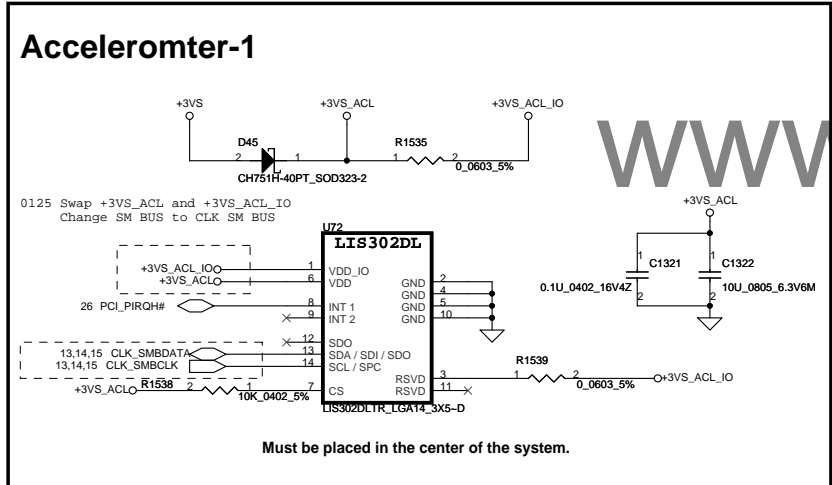 Acceleromter-1
+3VS
+3VS_ACL
+3VS_ACL_IO
WWW
D45
2 1
CH751H-40PT_SOD323-2
R1535
1 2
0_0603_5%
0125 Swap +3VS_ACL and +3VS_ACL_IO
Change SM BUS to CLK SM BUS
U72
LIS302DL
+3VS_ACL_IO 1 VDD_IO
+3VS_ACL 6 VDD
26 PCI_PIRQH# 8 INT 1
9 INT 2
12 SDO
13,14,15 CLK_SMBDATA 13 SDA / SDI / SDO
13,14,15 CLK_SMBCLK 14 SCL / SPC
+3VS_ACL R1538 2 1 7 CS
10K_0402_5%
GND 2
GND 4
GND 5
GND 10
RSVD 3
RSVD 11
LIS302DLTR_LGA14_3X5~D
R1539
1 2
0_0603_5%
+3VS_ACL_IO
+3VS_ACL
1 C1321
2
0.1U_0402_16V4Z
1 C1322
2
10U_0805_6.3V6M
Must be placed in the center of the system.